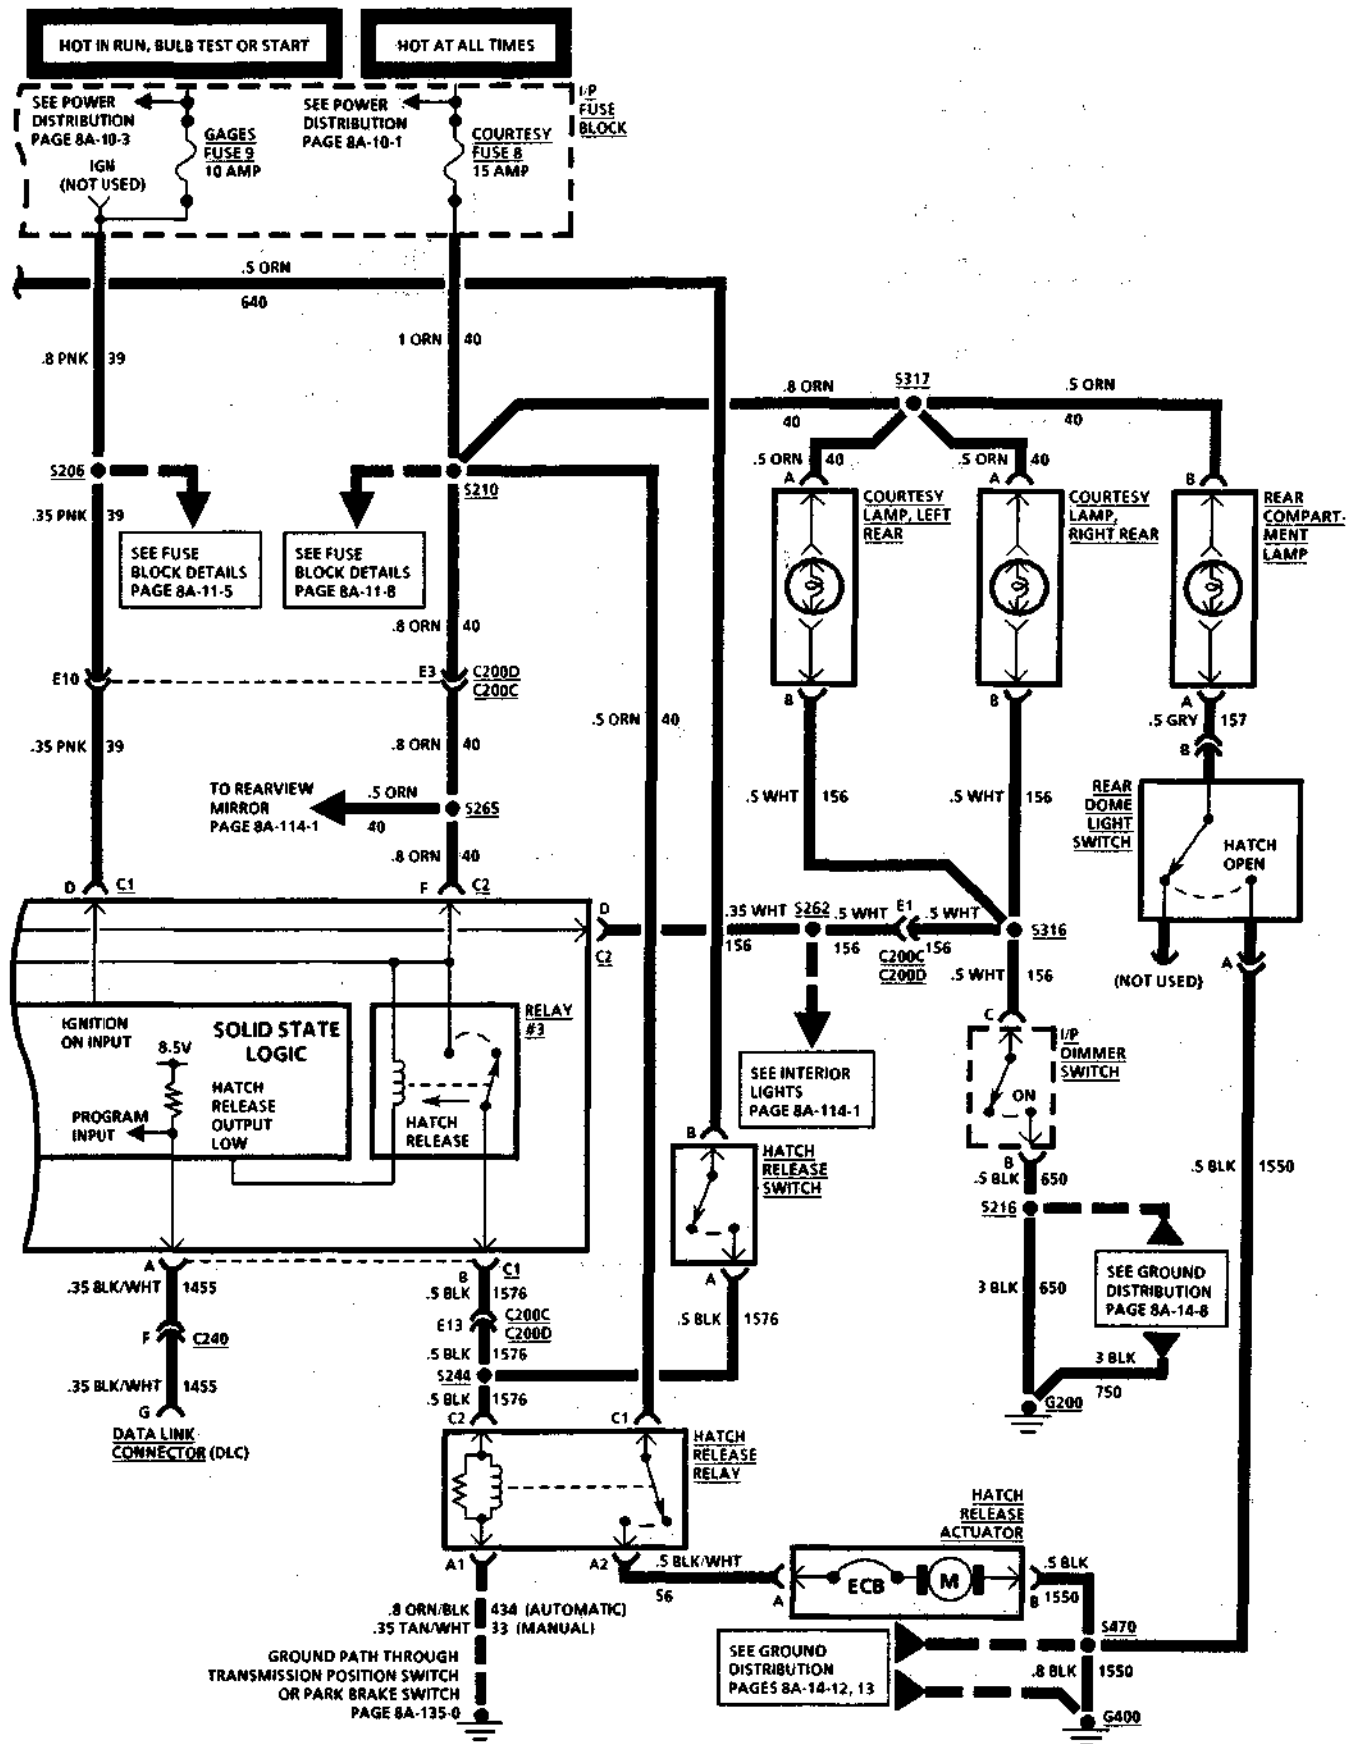 HOT IN RUN, BULB TEST OR START
HOT AT ALL TIMES
SEE POWER
DISTRIBUTION
PAGE 8A-10-3
IGN
(NOT USED)
GAGES
FUSE 9
10 AMP
SEE POWER
DISTRIBUTION
PAGE 8A-10-1
COURTESY
FUSE 8
15 AMP
I/P
FUSE
BLOCK
.5 ORN
640
.8 PNK 39
1 ORN 40
.8 ORN
40
S317
.5 ORN
40
.5 ORN 40
.5 ORN 40
A
A
B
S206
S210
.35 PNK 39
SEE FUSE
BLOCK DETAILS
PAGE 8A-11-5
SEE FUSE
BLOCK DETAILS
PAGE 8A-11-8
COURTESY
LAMP, LEFT
REAR
COURTESY
LAMP,
RIGHT REAR
REAR
COMPART-
MENT
LAMP
.8 ORN 40
E10
E3
C200D
C200C
B
B
A
.5 GRY 157
B
.35 PNK 39
.8 ORN 40
.5 ORN 40
TO REARVIEW
MIRROR
PAGE 8A-114-1
.5 ORN
40
S265
.8 ORN 40
.5 WHT 156
.5 WHT 156
REAR
DOME
LIGHT
SWITCH
HATCH
OPEN
D C1
F C2
D
C2
.35 WHT
156
S262
.5 WHT
156
E1
C200C
C200D
.5 WHT
156
S316
.5 WHT 156
(NOT USED)
A
IGNITION
ON INPUT
SOLID STATE
LOGIC
8.5V
HATCH
RELEASE
OUTPUT
LOW
PROGRAM
INPUT
RELAY
#3
HATCH
RELEASE
SEE INTERIOR
LIGHTS
PAGE 8A-114-1
C
I/P
DIMMER
SWITCH
ON
B
HATCH
RELEASE
SWITCH
B
.5 BLK 650
S216
.5 BLK 1550
A
.35 BLK/WHT 1455
F C240
.35 BLK/WHT 1455
G
DATA LINK
CONNECTOR (DLC)
B C1
.5 BLK 1576
E13
C200C
C200D
.5 BLK 1576
S244
.5 BLK 1576
A
.5 BLK 1576
3 BLK 650
SEE GROUND
DISTRIBUTION
PAGE 8A-14-8
3 BLK
750
G200
C2
C1
HATCH
RELEASE
RELAY
A1
A2
.5 BLK/WHT
56
A
HATCH
RELEASE
ACTUATOR
ECB
M
B
.5 BLK
1550
.8 ORN/BLK 434 (AUTOMATIC)
.35 TAN/WHT 33 (MANUAL)
GROUND PATH THROUGH
TRANSMISSION POSITION SWITCH
OR PARK BRAKE SWITCH
PAGE 8A-135-0
SEE GROUND
DISTRIBUTION
PAGES 8A-14-12, 13
S470
.8 BLK 1550
G400